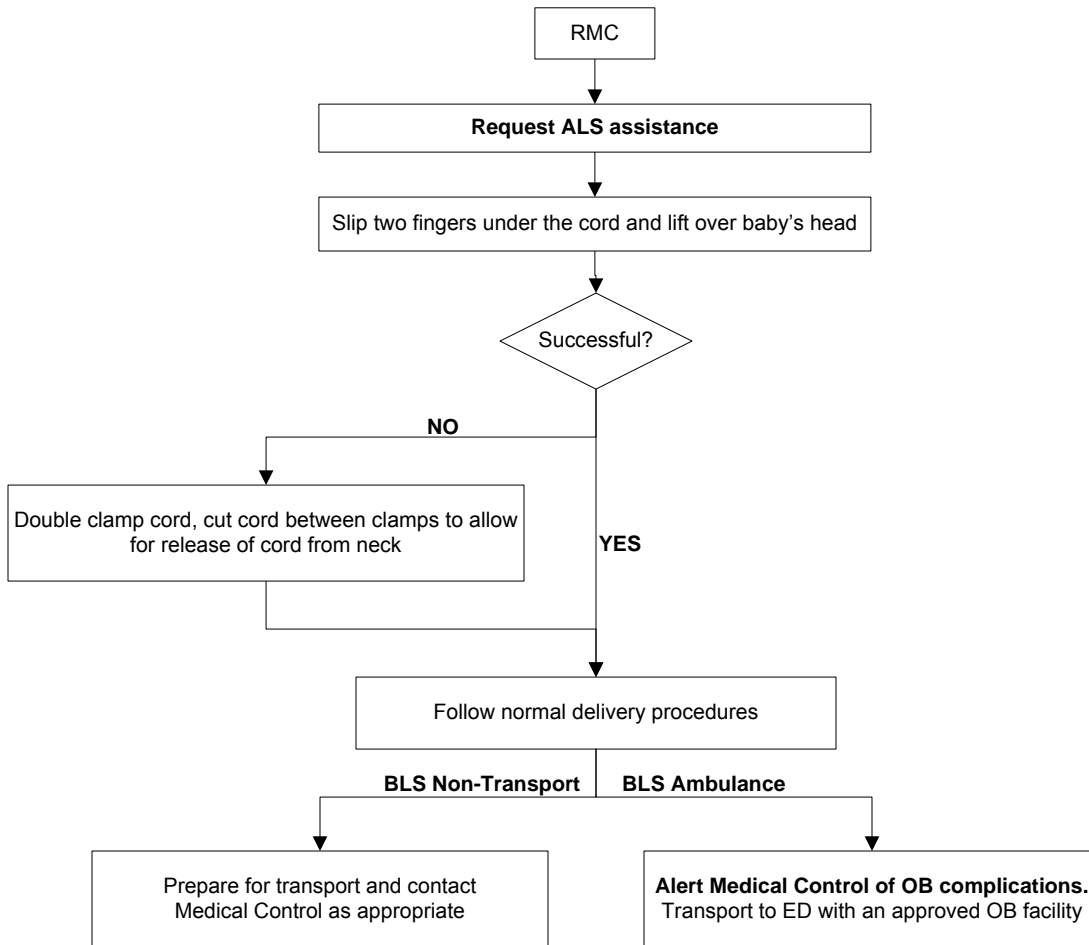 RMC
Request ALS assistance
Slip two fingers under the cord and lift over baby’s head
Successful?
NO
Double clamp cord, cut cord between clamps to allow
for release of cord from neck
YES
Follow normal delivery procedures
BLS Non-Transport
BLS Ambulance
Prepare for transport and contact
Medical Control as appropriate
Alert Medical Control of OB complications.
Transport to ED with an approved OB facility